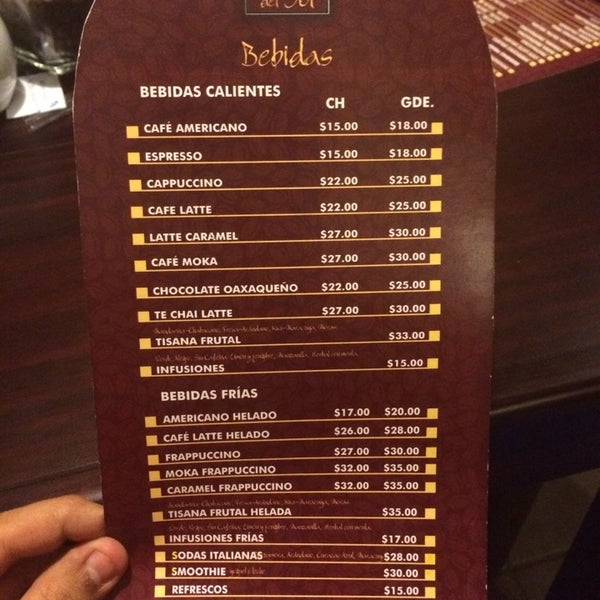 del Sol
Bebidas
BEBIDAS CALIENTES CH GDE.
CAFÉ AMERICANO $15.00 $18.00
ESPRESSO $15.00 $18.00
CAPPUCCINO $22.00 $25.00
CAFE LATTE $22.00 $25.00
LATTE CARAMEL $27.00 $30.00
CAFÉ MOKA $27.00 $30.00
CHOCOLATE OAXAQUEÑO $22.00 $25.00
TE CHAI LATTE $27.00 $30.00
TISANA FRUTAL $33.00
INFUSIONES $15.00
BEBIDAS FRÍAS
AMERICANO HELADO $17.00 $20.00
CAFÉ LATTE HELADO $26.00 $28.00
FRAPPUCCINO $27.00 $30.00
MOKA FRAPPUCCINO $32.00 $35.00
CARAMEL FRAPPUCCINO $32.00 $35.00
TISANA FRUTAL HELADA $35.00
INFUSIONES FRÍAS $17.00
SODAS ITALIANAS $28.00
SMOOTHIE $30.00
REFRESCOS $15.00